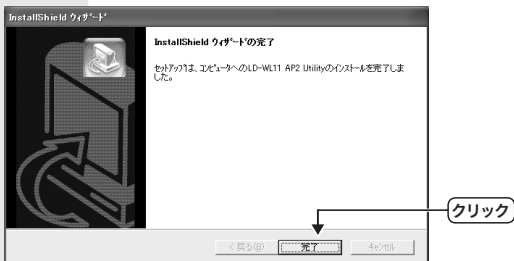 InstallShield ｳｨｻﾞｰﾄﾞ
InstallShield ｳｨｻﾞｰﾄﾞの完了
ｾｯﾄｱｯﾌﾟは、ｺﾝﾋﾟｭｰﾀへのLD-WL11 AP2 Utilityのｲﾝｽﾄｰﾙを完了しま
した。
クリック
< 戻る(B)
完了
ｷｬﾝｾﾙ